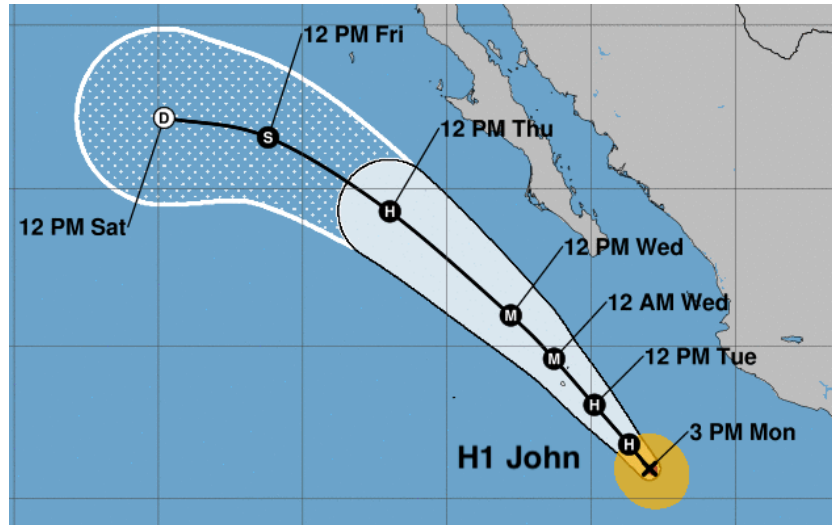 12 PM Fri
D
S
12 PM Thu
H
12 PM Sat
12 PM Wed
M
12 AM Wed
M
12 PM Tue
H
3 PM Mon
H
H1 John